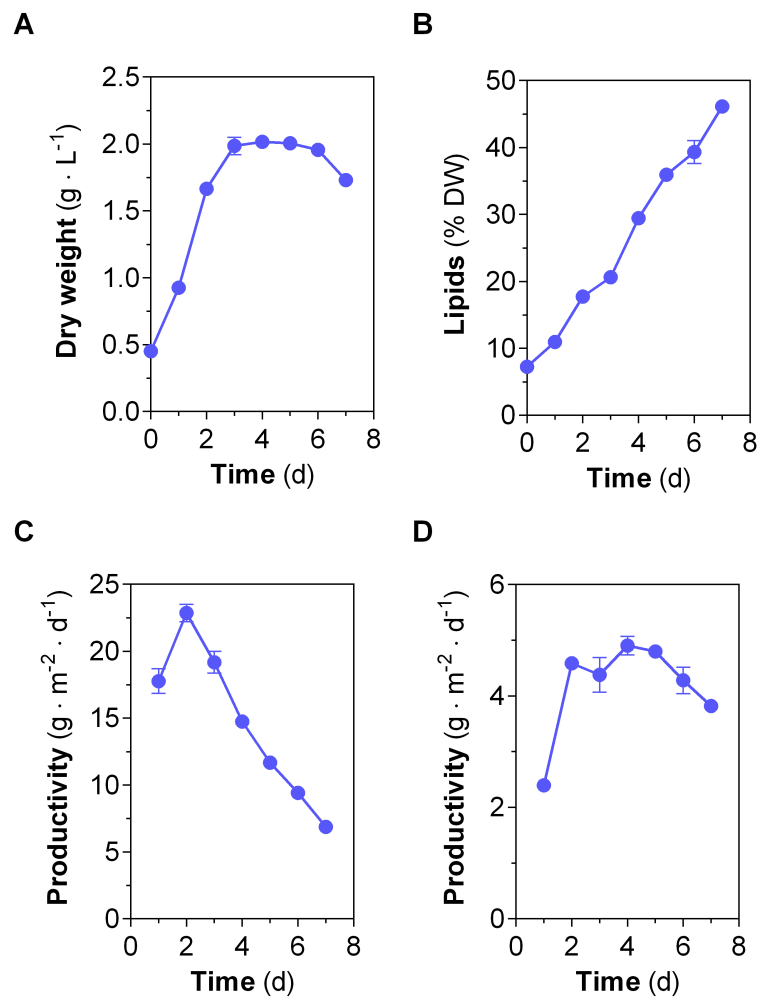 A
Dry weight (g · L-1)
2.5
2.0
1.5
1.0
0.5
0.0
0 2 4 6 8
Time (d)
B
Lipids (% DW)
50
40
30
20
10
0
0 2 4 6 8
Time (d)
C
Productivity (g · m-2 · d-1)
25
20
15
10
5
0
0 2 4 6 8
Time (d)
D
Productivity (g · m-2 · d-1)
6
4
2
0
0 2 4 6 8
Time (d)